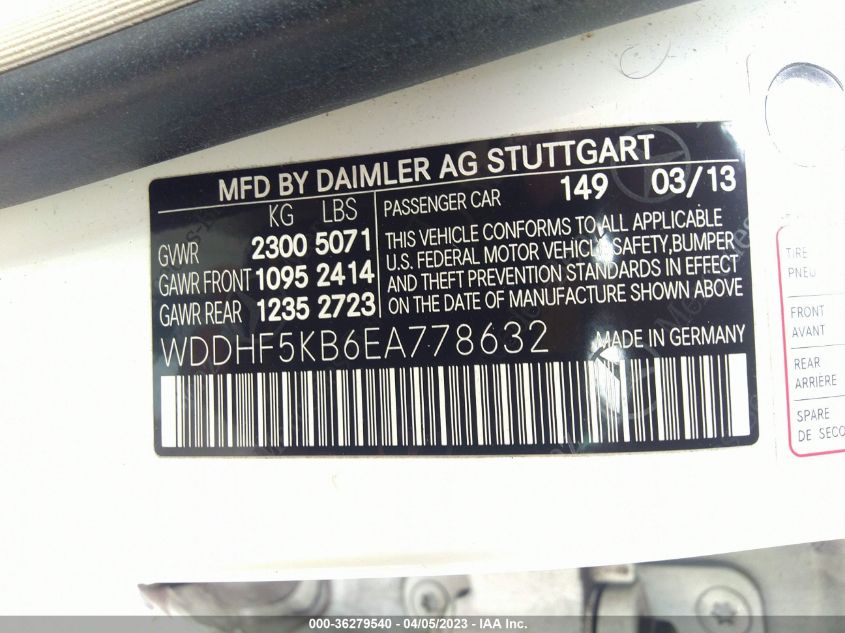 MFD BY DAIMLER AG STUTTGART
KG LBS
GVWR 2300 5071
GAWR FRONT 1095 2414
GAWR REAR 1235 2723
PASSENGER CAR 149 03/13
THIS VEHICLE CONFORMS TO ALL APPLICABLE
U.S. FEDERAL MOTOR VEHICLE SAFETY, BUMPER
AND THEFT PREVENTION STANDARDS IN EFFECT
ON THE DATE OF MANUFACTURE SHOWN ABOVE
WDDHF5KB6EA778632 MADE IN GERMANY
TIRE
PNEU
FRONT
AVANT
REAR
ARRIÈRE
SPARE
DE SECO
000-36279540 - 04/05/2023 - IAA Inc.